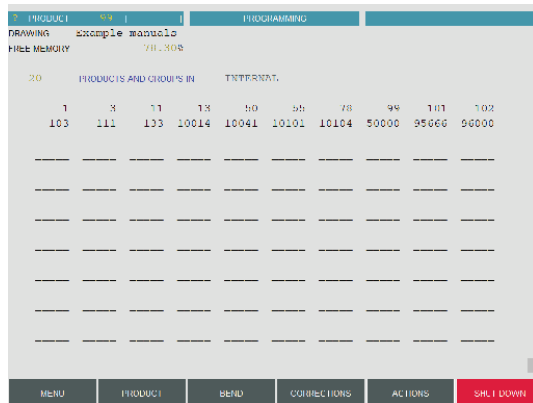 ? PRODUCT 99 | | PROGRAMMING
DRAWING Example manuals
FREE MEMORY 78.30%
20 PRODUCTS AND GROUPS IN INTERNAL
1 3 11 13 50 55 78 99 101 102
103 111 133 10014 10041 10101 10104 50000 95666 96000
MENU PRODUCT BEND CORRECTIONS ACTIONS SHUT DOWN